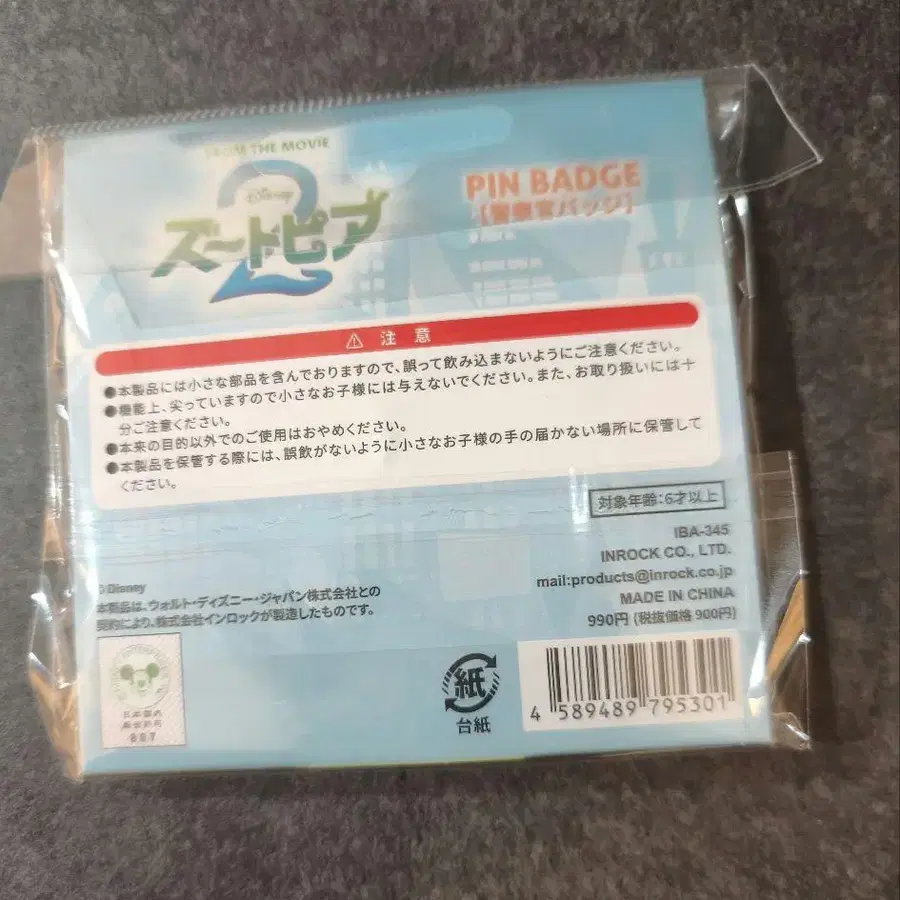 FROM THE MOVIE
Disney
ズートピア
2
PIN BADGE
[警察官バッジ]
⚠ 注 意
●本製品には小さな部品を含んでおりますので、誤って飲み込まないようにご注意ください。
●機能上、尖っていますので小さなお子様には与えないでください。また、お取り扱いには十
分ご注意ください。
●本来の目的以外でのご使用はおやめください。
●本製品を保管する際には、誤飲がないように小さなお子様の手の届かない場所に保管して
ください。
対象年齢:6才以上
IBA-345
INROCK CO., LTD.
mail:products@inrock.co.jp
MADE IN CHINA
990円 (税抜価格 900円)
© Disney
本製品は、ウォルト・ディズニー・ジャパン株式会社との
契約により、株式会社インロックが製造したものです。
日本国内
紙
台紙
4 589489 795301